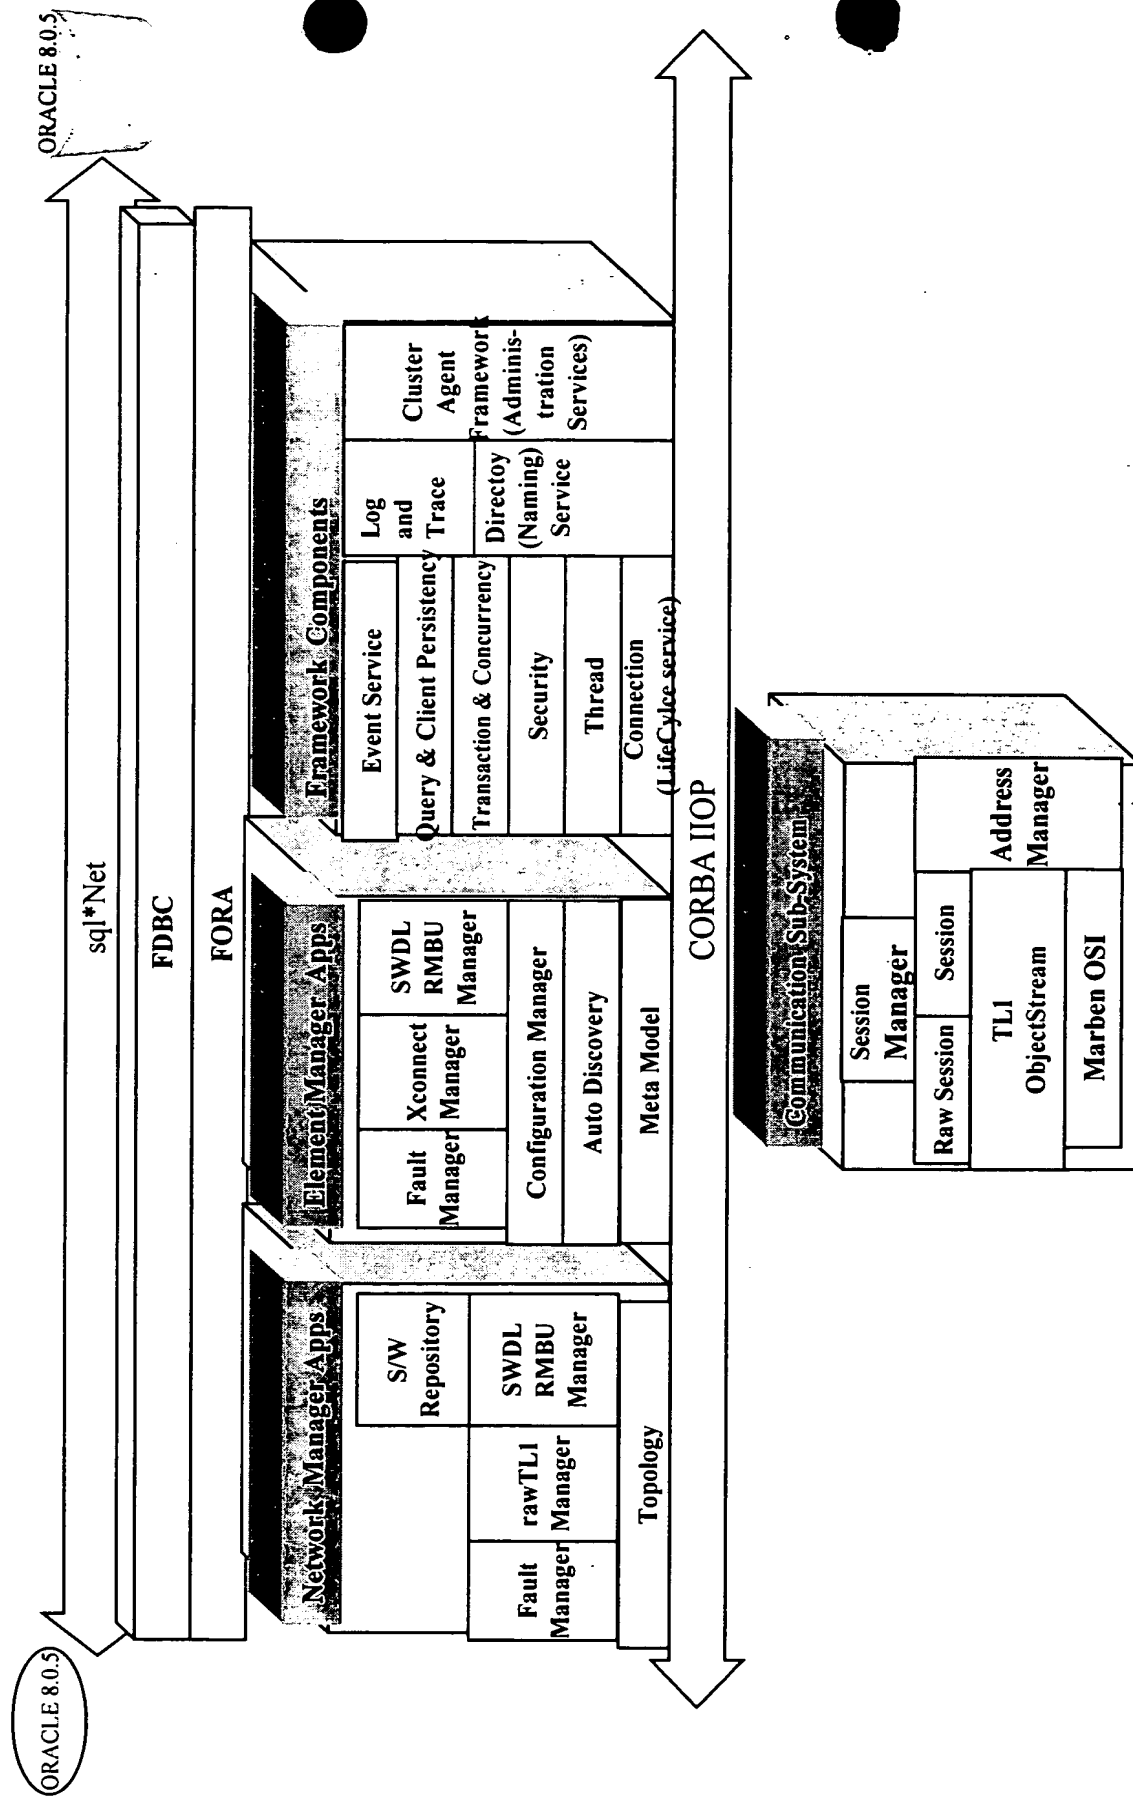 ORACLE 8.0.5
ORACLE 8.0.5
sql*Net
FDBC
FORA
Network Manager Apps
S/W
Repository
Fault
Manager
rawTL1
Manager
SWDL
RMBU
Manager
Topology
Element Manager Apps
Fault
Manager
Xconnect
Manager
SWDL
RMBU
Manager
Configuration Manager
Auto Discovery
Meta Model
Framework Components
Event Service
Query & Client Persistency
Transaction & Concurrency
Security
Thread
Connection
(LifeCylce service)
Log
and
Trace
Directoy
(Naming)
Service
Cluster
Agent
Framework
(Adminis-
tration
Services)
CORBA IIOP
Communication Sub-System
Session
Manager
Raw Session
Session
Address
Manager
TL1
ObjectStream
Marben OSI